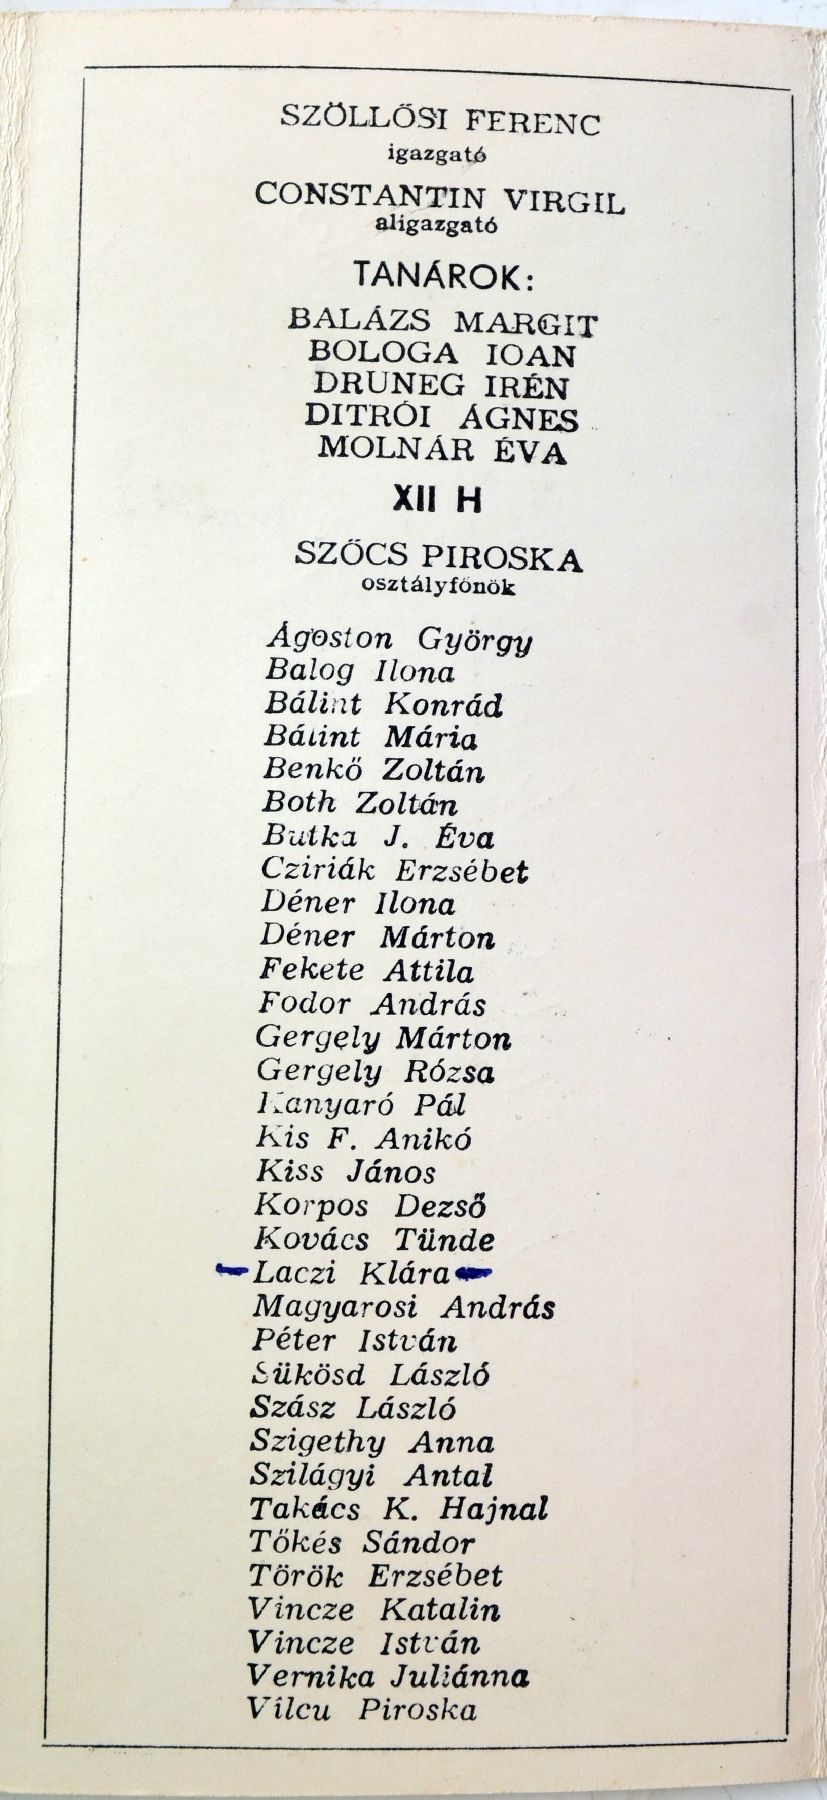 SZÖLLŐSI FERENC
igazgató
CONSTANTIN VIRGIL
aligazgató
TANÁROK:
BALÁZS MARGIT
BOLOGA IOAN
DRUNEG IRÉN
DITRÓI ÁGNES
MOLNÁR ÉVA
XII H
SZŐCS PIROSKA
osztályfőnök
Ágoston György
Balog Ilona
Bálint Konrád
Bálint Mária
Benkő Zoltán
Both Zoltán
Butka J. Éva
Cziriák Erzsébet
Déner Ilona
Déner Márton
Fekete Attila
Fodor András
Gergely Márton
Gergely Rózsa
Kanyaró Pál
Kis F. Anikó
Kiss János
Korpos Dezső
Kovács Tünde
Laczi Klára
Magyarosi András
Péter István
Sükösd László
Szász László
Szigethy Anna
Szilágyi Antal
Takács K. Hajnal
Tőkés Sándor
Török Erzsébet
Vincze Katalin
Vincze István
Vernika Juliánna
Vîlcu Piroska